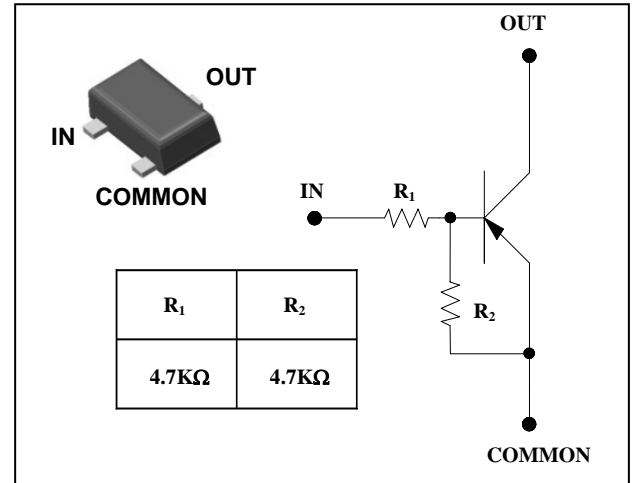 OUT
OUT
IN
COMMON
IN
R₁
R₂
R₁ R₂
4.7KΩ 4.7KΩ
COMMON